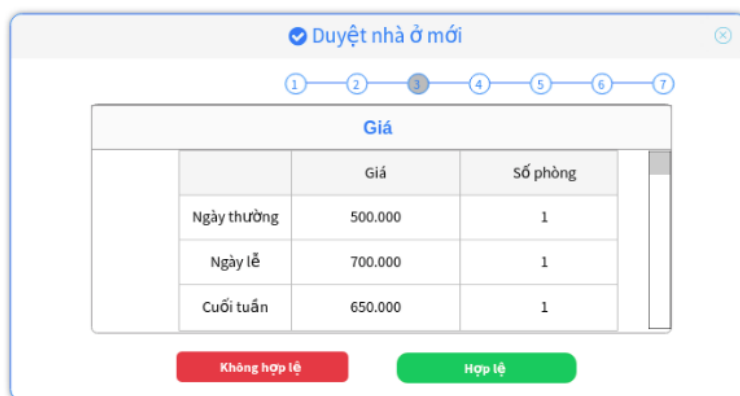 Duyệt nhà ở mới
1 2 3 4 5 6 7
Giá
Giá Số phòng
Ngày thường 500.000 1
Ngày lễ 700.000 1
Cuối tuần 650.000 1
Không hợp lệ Hợp lệ